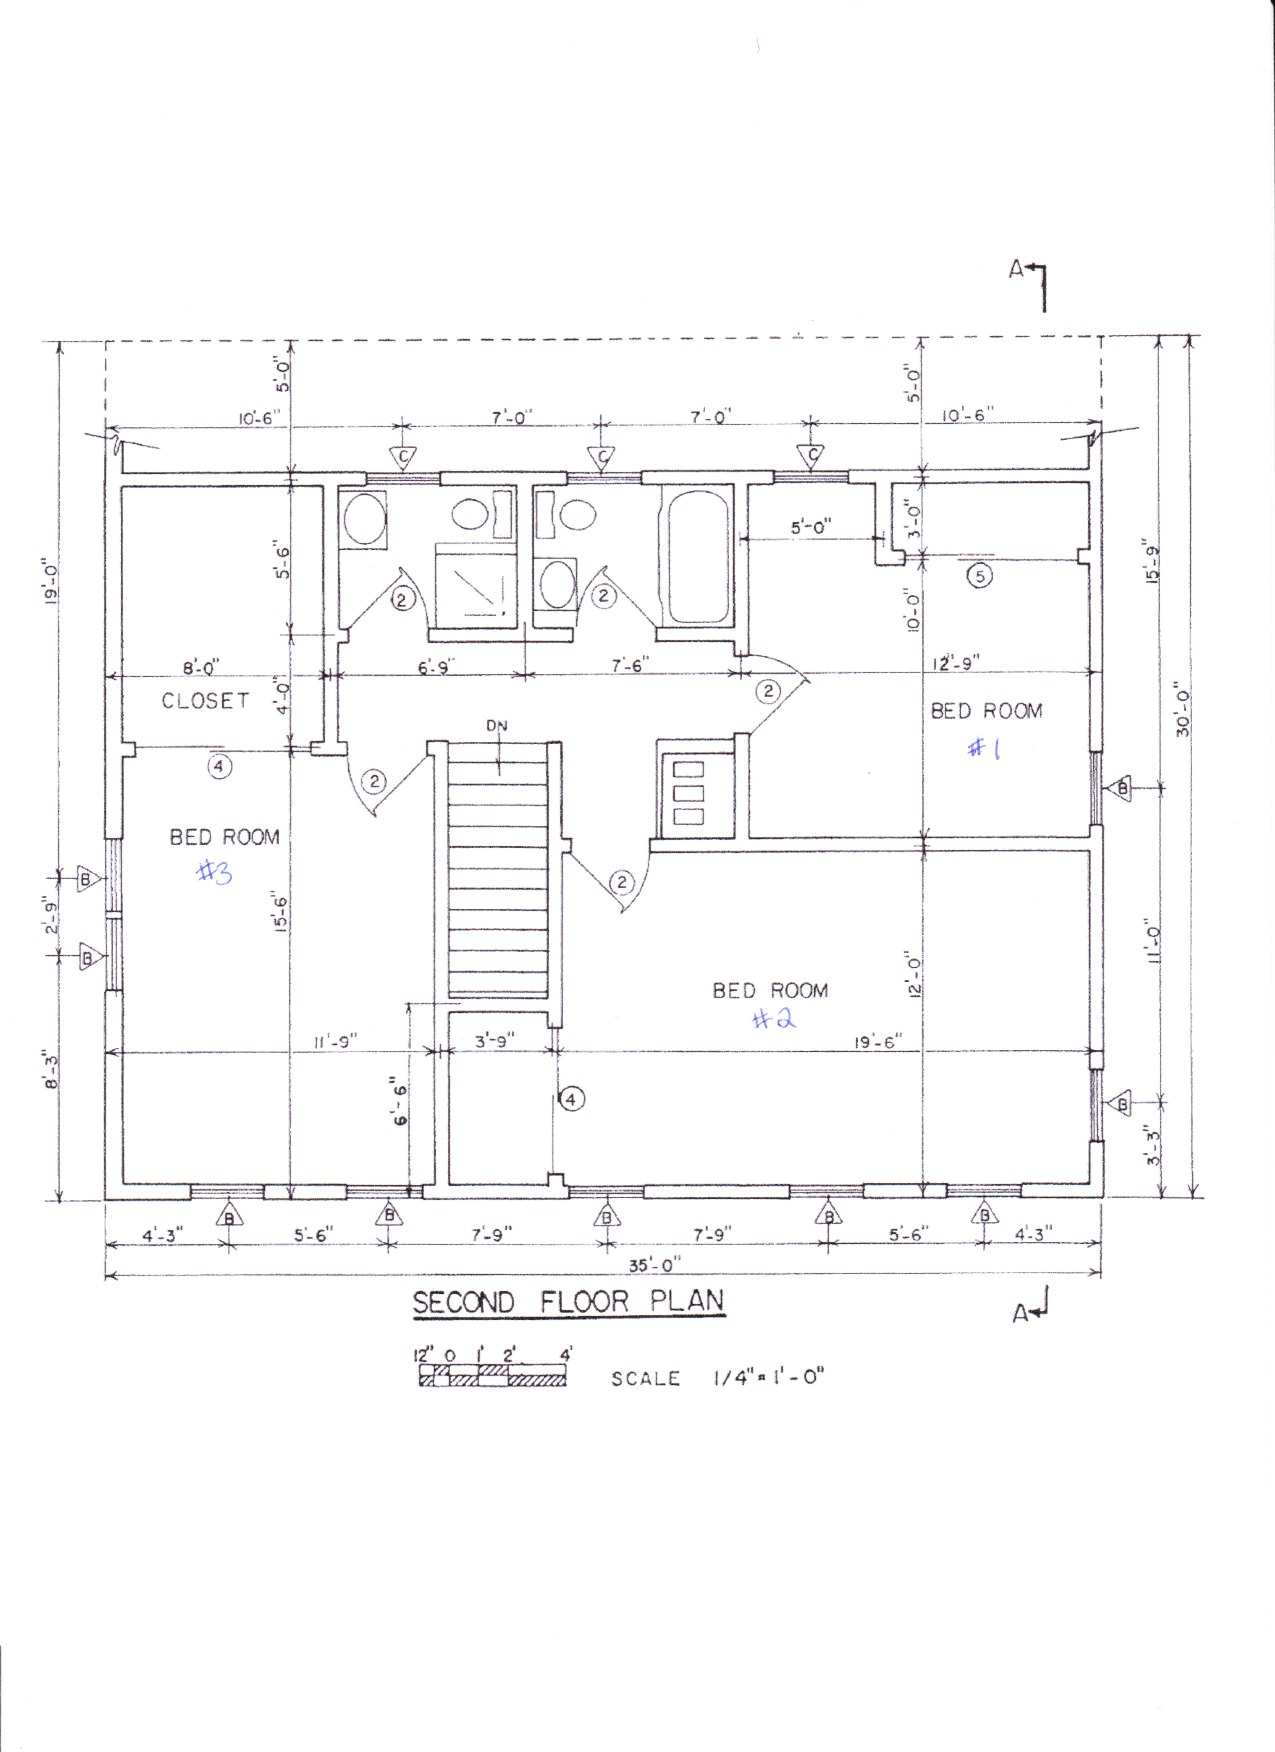 A
5'-0"
5'-0"
10'-6"
7'-0"
7'-0"
10'-6"
C
C
C
19'-0"
5'-6"
5'-0"
3'-0"
15'-9"
2
2
5
10'-0"
8'-0"
6'-9"
7'-6"
12'-9"
CLOSET
4'-0"
2
BED ROOM
#1
30'-0"
DN
4
2
B
BED ROOM
#3
B
2
2'-9"
15'-6"
11'-0"
B
12'-0"
BED ROOM
#2
11'-9"
3'-9"
19'-6"
8'-3"
6'-6"
4
B
3'-3"
B
B
B
B
B
4'-3"
5'-6"
7'-9"
7'-9"
5'-6"
4'-3"
35'-0"
SECOND FLOOR PLAN
A
12" 0 1' 2' 4'
SCALE 1/4"=1'-0"